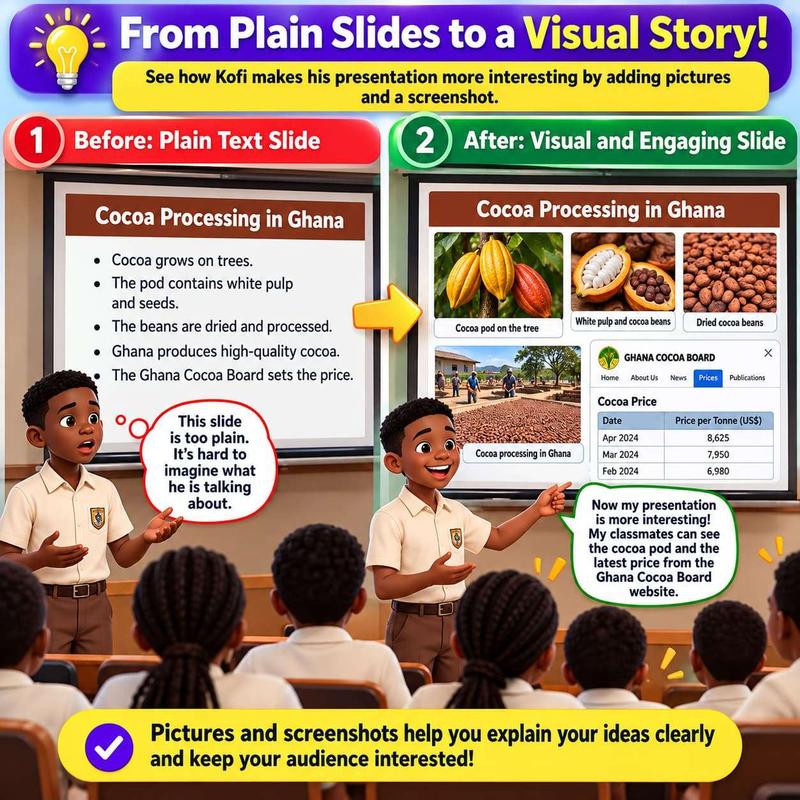 From Plain Slides to a Visual Story!
See how Kofi makes his presentation more interesting by adding pictures
and a screenshot.
1 Before: Plain Text Slide
Cocoa Processing in Ghana
• Cocoa grows on trees.
• The pod contains white pulp
and seeds.
• The beans are dried and processed.
• Ghana produces high-quality cocoa.
• The Ghana Cocoa Board sets the price.
This slide
is too plain.
It's hard to
imagine what
he is talking
about.
2 After: Visual and Engaging Slide
Cocoa Processing in Ghana
Cocoa pod on the tree
White pulp and cocoa beans
Dried cocoa beans
Cocoa processing in Ghana
GHANA COCOA BOARD
Home About Us News Prices Publications
Cocoa Price
Date Price per Tonne (US$)
Apr 2024 8,625
Mar 2024 7,950
Feb 2024 6,980
Now my presentation
is more interesting!
My classmates can see
the cocoa pod and the
latest price from the
Ghana Cocoa Board
website.
Pictures and screenshots help you explain your ideas clearly
and keep your audience interested!